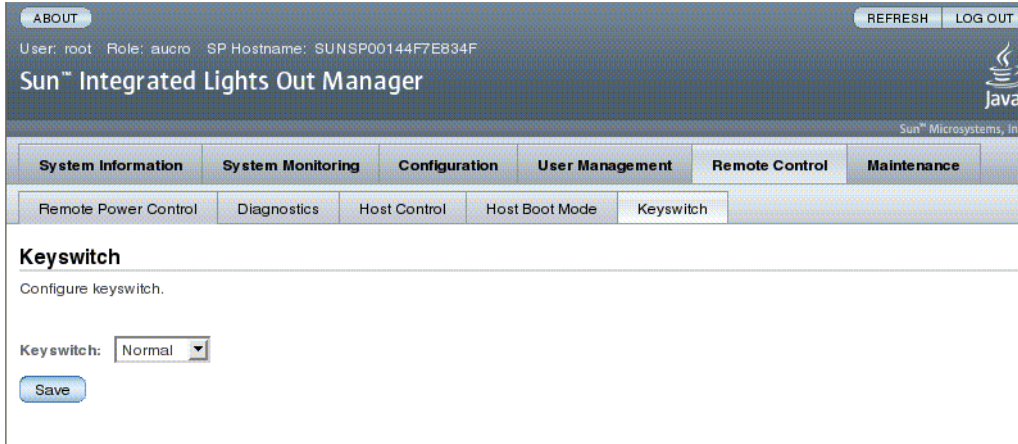 ABOUT
REFRESH LOG OUT
User: root Role: aucro SP Hostname: SUNSP00144F7E834F
Sun™ Integrated Lights Out Manager
Java
Sun™ Microsystems, In
System Information System Monitoring Configuration User Management Remote Control Maintenance
Remote Power Control Diagnostics Host Control Host Boot Mode Keyswitch
Keyswitch
Configure keyswitch.
Keyswitch: Normal
Save